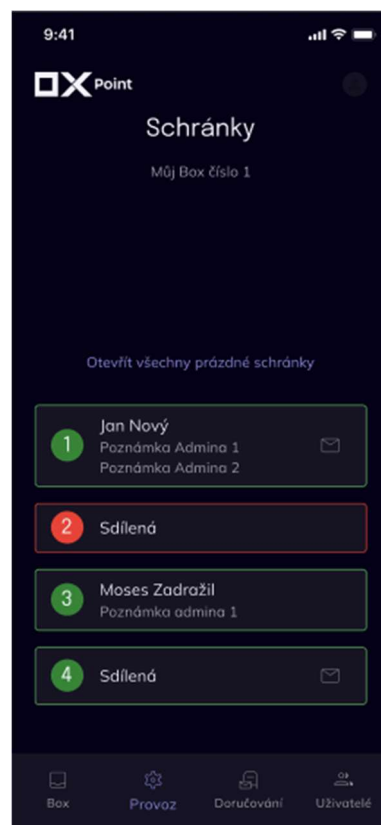 9:41
OX Point
Schránky
Můj Box číslo 1
Otevřít všechny prázdné schránky
1
Jan Nový
Poznámka Admina 1
Poznámka Admina 2
2
Sdílená
3
Moses Zadražil
Poznámka admina 1
4
Sdílená
Box
Provoz
Doručování
Uživatelé